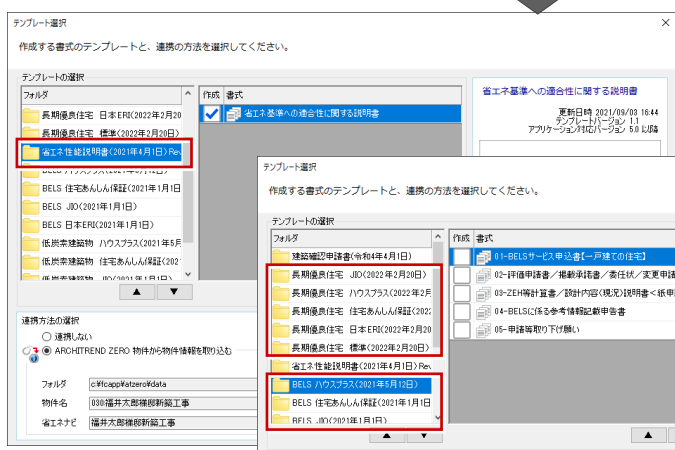 テンプレート選択
作成する書式のテンプレートと、連携の方法を選択してください。
テンプレートの選択
フォルダ
長期優良住宅 日本ERI(2022年2月20
長期優良住宅 標準(2022年2月20日)
省エネ性能説明書(2021年4月1日)Rev
BELS 住宅あんしん保証(2021年1月1日
BELS JIO(2021年1月1日)
BELS 日本ERI(2021年1月1日)
低炭素建築物 ハウスプラス(2021年5月
低炭素建築物 住宅あんしん保証(202
作成 書式
省エネ基準への適合性に関する説明書
省エネ基準への適合性に関する説明書
更新日時 2021/09/03 16:44
テンプレートバージョン 1.1
アプリケーション対応バージョン 5.0 以降
連携方法の選択
連携しない
ARCHITREND ZERO 物件から物件情報を取り込む
フォルダ c:¥fcapp¥atzero¥data
物件名 030福井太郎様邸新築工事
省エネナビ 福井太郎様邸新築工事
テンプレート選択
作成する書式のテンプレートと、連携の方法を選択してください。
テンプレートの選択
フォルダ
建築確認申請書(令和4年4月1日)
長期優良住宅 JIO(2022年2月20日)
長期優良住宅 ハウスプラス(2022年2月
長期優良住宅 住宅あんしん保証(2022
長期優良住宅 日本ERI(2022年2月20
長期優良住宅 標準(2022年2月20日)
省エネ性能説明書(2021年4月1日)Rev
BELS ハウスプラス(2021年5月12日)
BELS 住宅あんしん保証(2021年1月1日
BELS JIO(2021年1月1日)
作成 書式
01-BELSサービス申込書【一戸建ての住宅】
02-評価申請書/掲載承諾書/委任状/変更申請
03-ZEH等計算書/設計内容(現況)説明書<紙申
04-BELSに係る参考情報記載申告書
05-申請等取り下げ願い